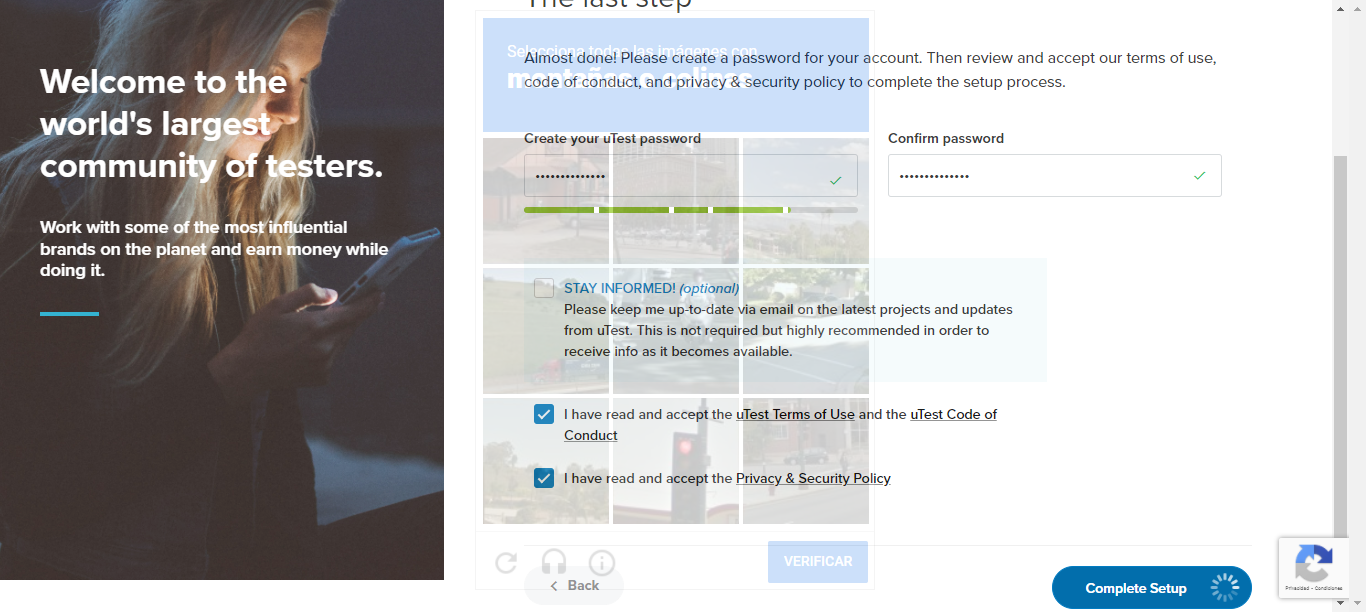 The last step
Welcome to the
world's largest
community of testers.
Work with some of the most influential
brands on the planet and earn money while
doing it.
Selecciona todas las imágenes con
montañas o colinas
Almost done! Please create a password for your account. Then review and accept our terms of use,
code of conduct, and privacy & security policy to complete the setup process.
Create your uTest password
Confirm password
STAY INFORMED! (optional)
Please keep me up-to-date via email on the latest projects and updates
from uTest. This is not required but highly recommended in order to
receive info as it becomes available.
I have read and accept the uTest Terms of Use and the uTest Code of
Conduct
I have read and accept the Privacy & Security Policy
VERIFICAR
Back
Complete Setup
Privacidad - Condiciones